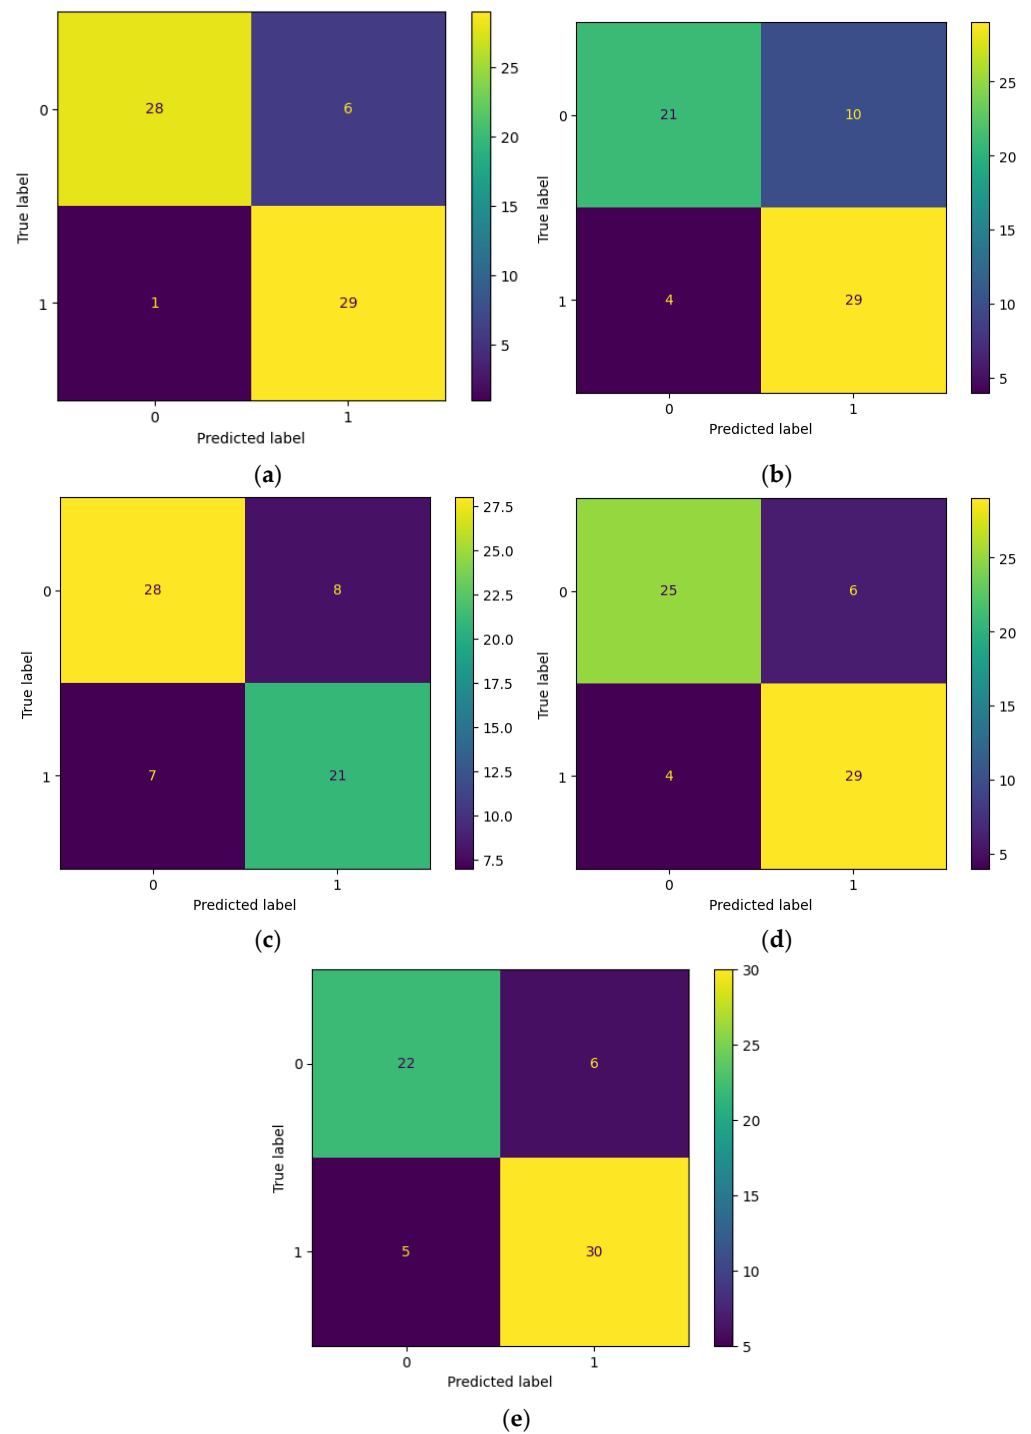 0 28 6 25
20
True label
15
10
1 1 29
5
0 1
Predicted label
(a)
0 21 10 25
20
True label
15
10
1 4 29
5
0 1
Predicted label
(b)
27.5
25.0
0 28 8
22.5
20.0
True label
17.5
15.0
12.5
1 7 21
10.0
7.5
0 1
Predicted label
(c)
25
0 25 6
20
True label
15
10
1 4 29
5
0 1
Predicted label
(d)
30
25
0 22 6
20
True label
15
10
1 5 30
5
0 1
Predicted label
(e)